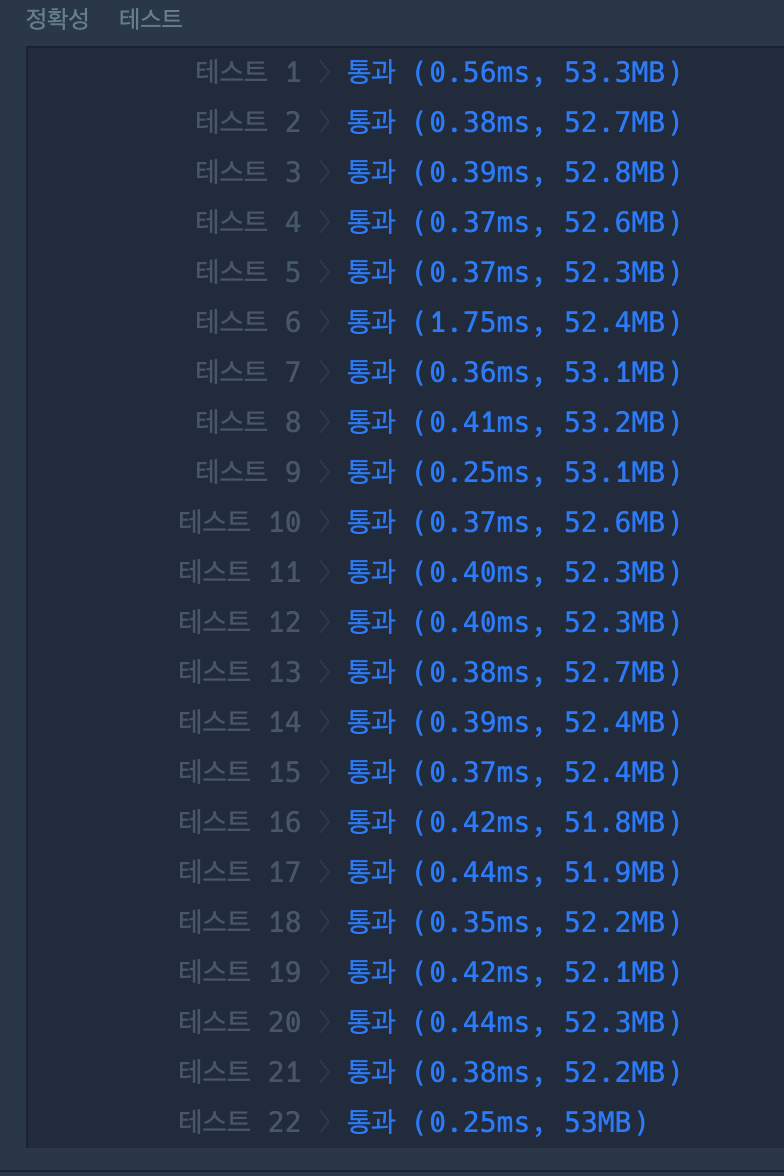 정확성 테스트
테스트 1 〉 통과 (0.56ms, 53.3MB)
테스트 2 〉 통과 (0.38ms, 52.7MB)
테스트 3 〉 통과 (0.39ms, 52.8MB)
테스트 4 〉 통과 (0.37ms, 52.6MB)
테스트 5 〉 통과 (0.37ms, 52.3MB)
테스트 6 〉 통과 (1.75ms, 52.4MB)
테스트 7 〉 통과 (0.36ms, 53.1MB)
테스트 8 〉 통과 (0.41ms, 53.2MB)
테스트 9 〉 통과 (0.25ms, 53.1MB)
테스트 10 〉 통과 (0.37ms, 52.6MB)
테스트 11 〉 통과 (0.40ms, 52.3MB)
테스트 12 〉 통과 (0.40ms, 52.3MB)
테스트 13 〉 통과 (0.38ms, 52.7MB)
테스트 14 〉 통과 (0.39ms, 52.4MB)
테스트 15 〉 통과 (0.37ms, 52.4MB)
테스트 16 〉 통과 (0.42ms, 51.8MB)
테스트 17 〉 통과 (0.44ms, 51.9MB)
테스트 18 〉 통과 (0.35ms, 52.2MB)
테스트 19 〉 통과 (0.42ms, 52.1MB)
테스트 20 〉 통과 (0.44ms, 52.3MB)
테스트 21 〉 통과 (0.38ms, 52.2MB)
테스트 22 〉 통과 (0.25ms, 53MB)